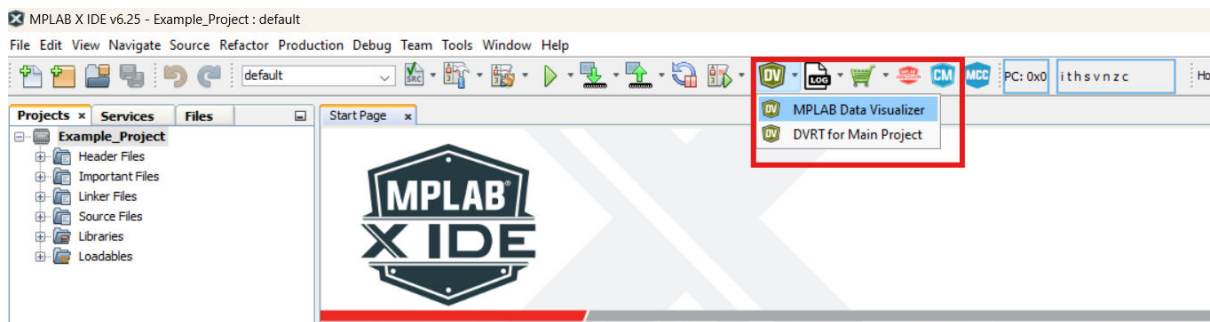 MPLAB X IDE v6.25 - Example_Project : default
File Edit View Navigate Source Refactor Production Debug Team Tools Window Help
default
SRC
LOG
DV
CM
MCC
PC: 0x0
i t h s v n z c
Ho
MPLAB Data Visualizer
DVRT for Main Project
Projects × Services Files
Start Page ×
Example_Project
Header Files
Important Files
Linker Files
Source Files
Libraries
Loadables
MPLAB®
X IDE